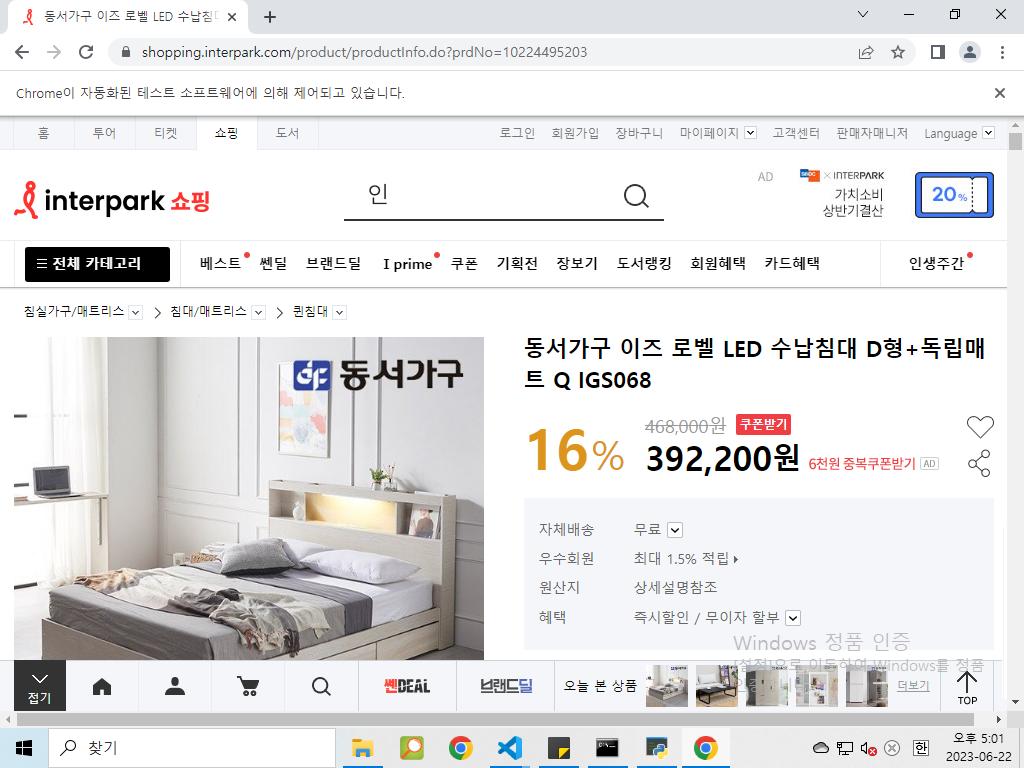 동서가구 이즈 로벨 LED 수납침대
shopping.interpark.com/product/productInfo.do?prdNo=10224495203
Chrome이 자동화된 테스트 소프트웨어에 의해 제어되고 있습니다.
홈 투어 티켓 쇼핑 도서 로그인 회원가입 장바구니 마이페이지 고객센터 판매자매니저 Language
interpark 쇼핑
인
AD
× INTERPARK
가치소비
상반기결산
20%
전체 카테고리 베스트 쎈딜 브랜드딜 I prime 쿠폰 기획전 장보기 도서랭킹 회원혜택 카드혜택 인생주간
침실가구/매트리스 침대/매트리스 퀸침대
동서가구
동서가구 이즈 로벨 LED 수납침대 D형+독립매
트 Q IGS068
16%
468,000원 쿠폰받기
392,200원 6천원 중복쿠폰받기 AD
자체배송 무료
우수회원 최대 1.5% 적립
원산지 상세설명참조
혜택 즉시할인 / 무이자 할부
Windows 정품 인증
[설정]으로 이동하여 Windows를 정품
접기
쎈DEAL
브랜드딜
오늘 본 상품
더보기
TOP
찾기
한
오후 5:01
2023-06-22